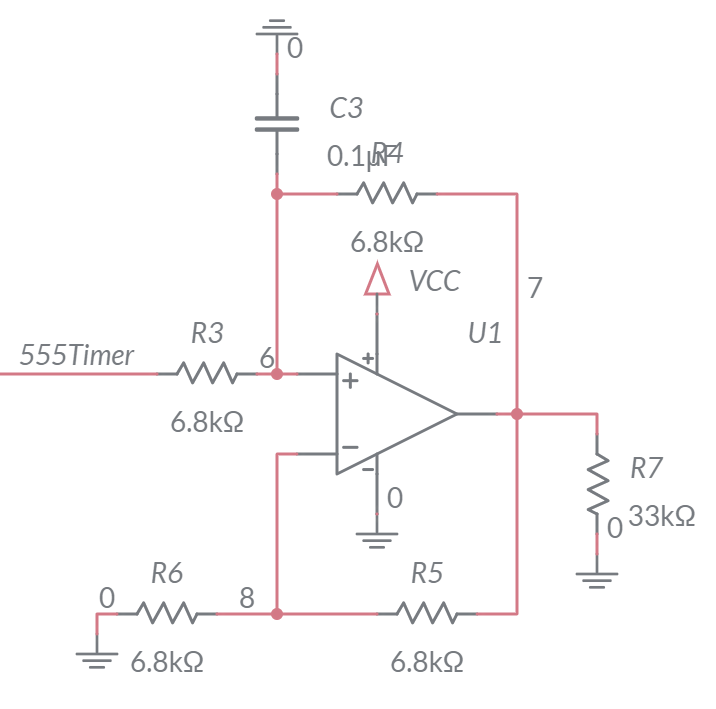 0
C3
0.1µF
R4
6.8kΩ
VCC
7
U1
R3
555Timer
6
6.8kΩ
+
+
−
−
0
R7
33kΩ
0
R6
R5
0
8
6.8kΩ
6.8kΩ